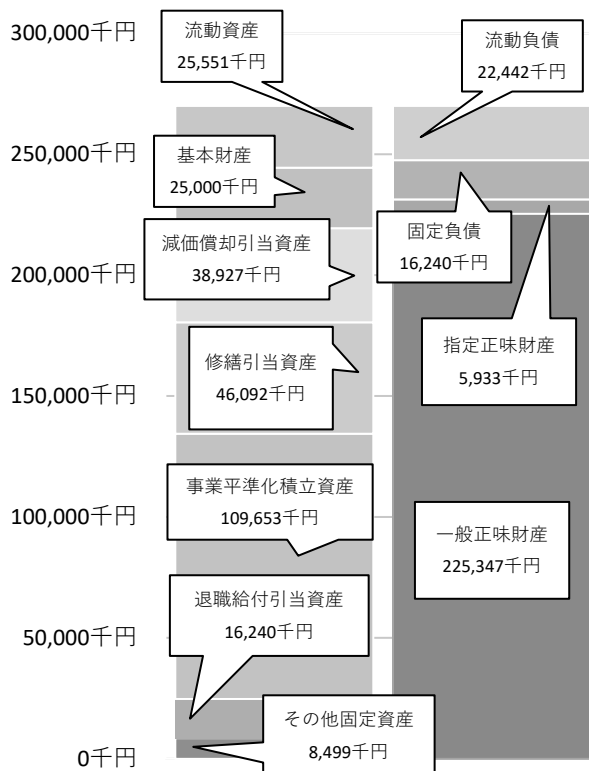 300,000千円
250,000千円
200,000千円
150,000千円
100,000千円
50,000千円
0千円
流動資産
25,551千円
基本財産
25,000千円
減価償却引当資産
38,927千円
修繕引当資産
46,092千円
事業平準化積立資産
109,653千円
退職給付引当資産
16,240千円
その他固定資産
8,499千円
流動負債
22,442千円
固定負債
16,240千円
指定正味財産
5,933千円
一般正味財産
225,347千円